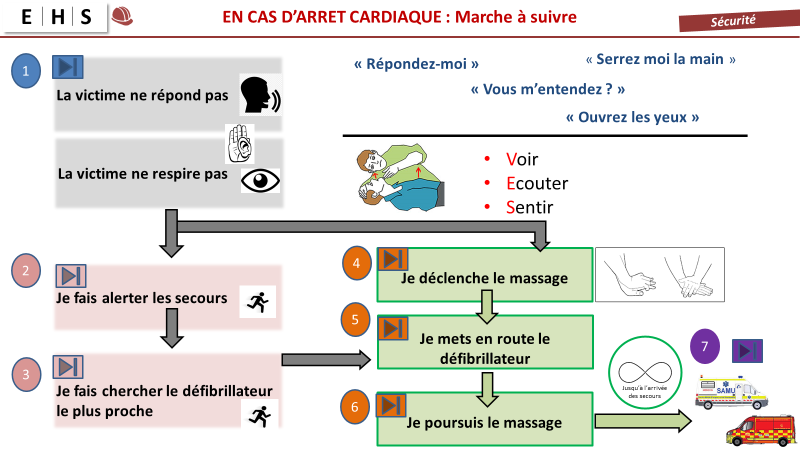 E | H | S
EN CAS D’ARRET CARDIAQUE : Marche à suivre
Sécurité
1
La victime ne répond pas
« Répondez-moi »
« Serrez moi la main »
« Vous m’entendez ? »
« Ouvrez les yeux »
La victime ne respire pas
• Voir
• Ecouter
• Sentir
2
Je fais alerter les secours
3
Je fais chercher le défibrillateur
le plus proche
4
Je déclenche le massage
5
Je mets en route le
défibrillateur
6
Je poursuis le massage
Jusqu'à l'arrivée
des secours
7
SAMU